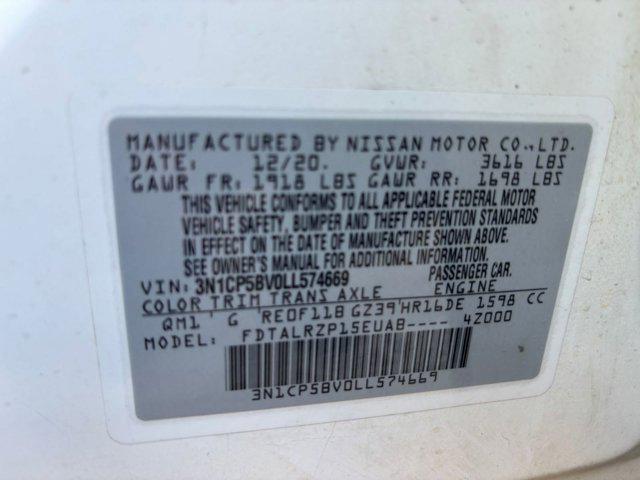 MANUFACTURED BY NISSAN MOTOR CO.,LTD.
DATE: 12/20. GVWR: 3616 LBS
GAWR FR: 1918 LBS GAWR RR: 1698 LBS
THIS VEHICLE CONFORMS TO ALL APPLICABLE FEDERAL MOTOR
VEHICLE SAFETY, BUMPER AND THEFT PREVENTION STANDARDS
IN EFFECT ON THE DATE OF MANUFACTURE SHOWN ABOVE.
SEE OWNER'S MANUAL FOR ADDITIONAL INFORMATION.
VIN: 3N1CP5BV0LL574669 PASSENGER CAR.
COLOR TRIM TRANS AXLE ENGINE
QM1 ' G RE0F11B GZ39'HR16DE 1598 CC
MODEL: FDTALRZP15EUAB---- 4Z000
3N1CP5BV0LL574669